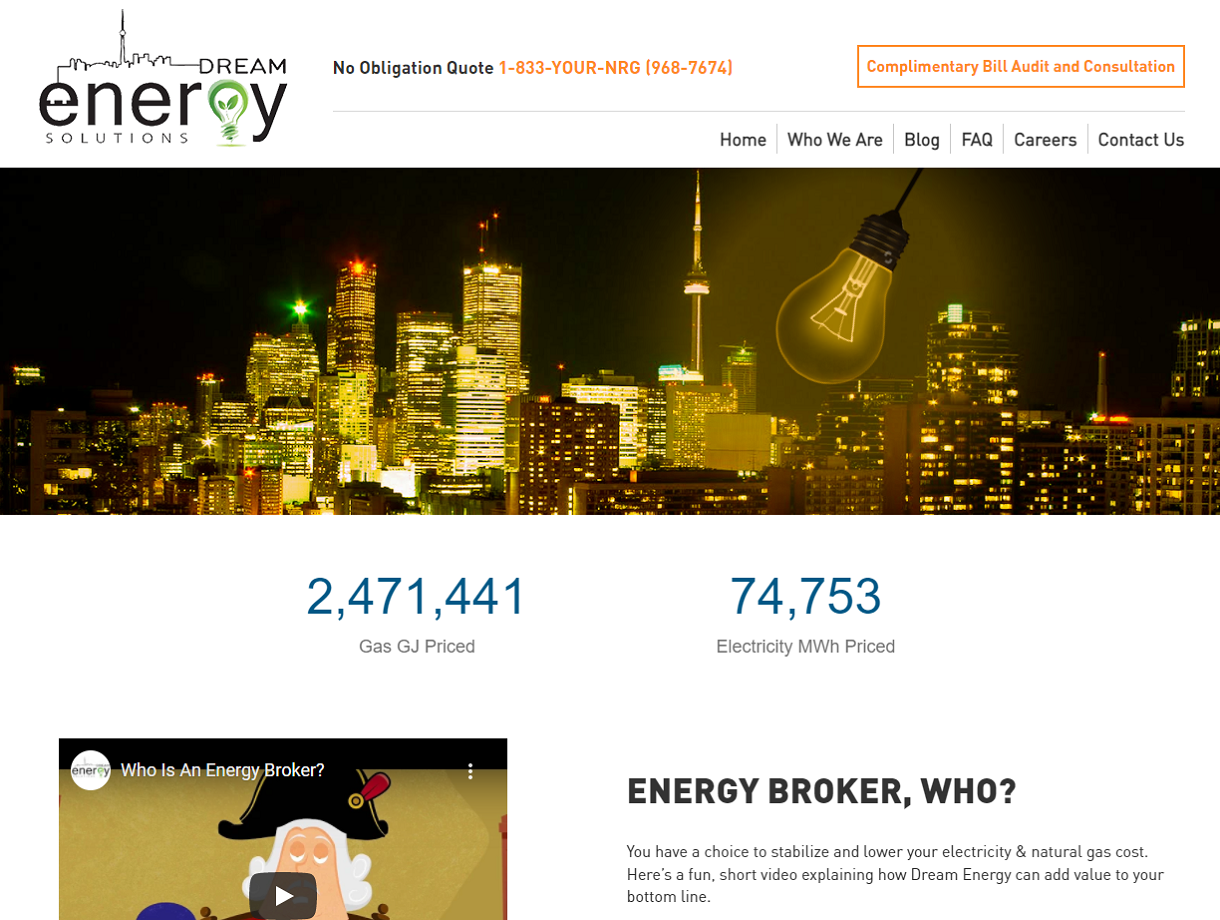 DREAM
energy
SOLUTIONS
No Obligation Quote 1-833-YOUR-NRG (968-7674)
Complimentary Bill Audit and Consultation
Home Who We Are Blog FAQ Careers Contact Us
2,471,441
Gas GJ Priced
74,753
Electricity MWh Priced
energy
Who Is An Energy Broker?
ENERGY BROKER, WHO?
You have a choice to stabilize and lower your electricity & natural gas cost.
Here's a fun, short video explaining how Dream Energy can add value to your
bottom line.